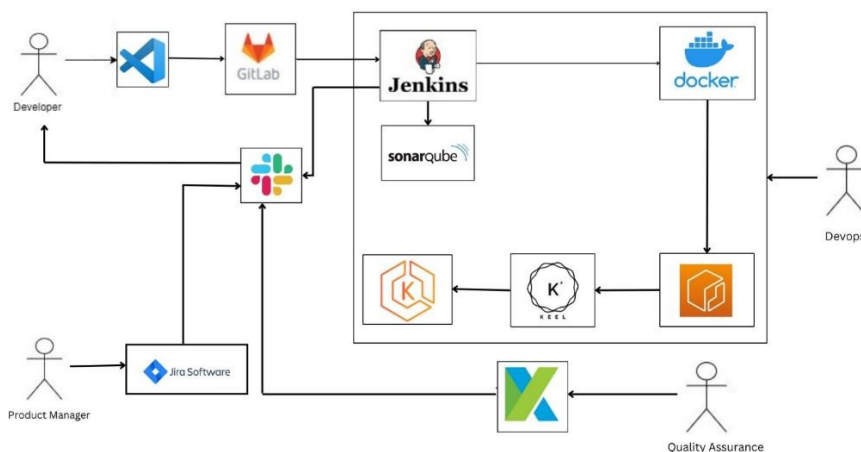 Developer
GitLab
Jenkins
docker
sonarqube
Devops
K
K
KEEL
Jira Software
Product Manager
Quality Assurance